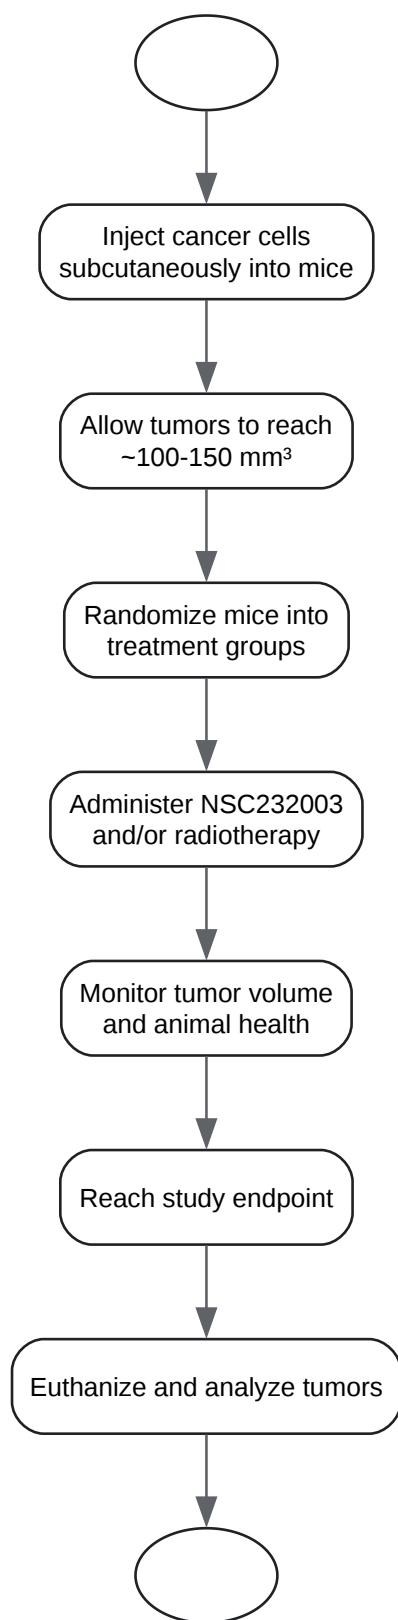 Inject cancer cells
subcutaneously into mice
Allow tumors to reach
~100-150 mm³
Randomize mice into
treatment groups
Administer NSC232003
and/or radiotherapy
Monitor tumor volume
and animal health
Reach study endpoint
Euthanize and analyze tumors